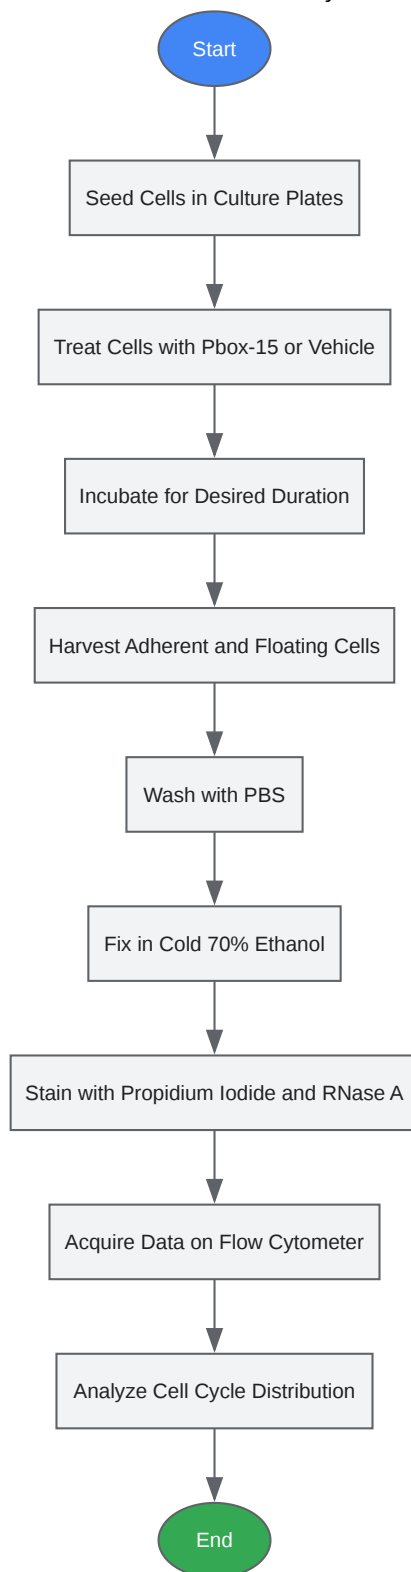 Start
Seed Cells in Culture Plates
Treat Cells with Pbox-15 or Vehicle
Incubate for Desired Duration
Harvest Adherent and Floating Cells
Wash with PBS
Fix in Cold 70% Ethanol
Stain with Propidium Iodide and RNase A
Acquire Data on Flow Cytometer
Analyze Cell Cycle Distribution
End